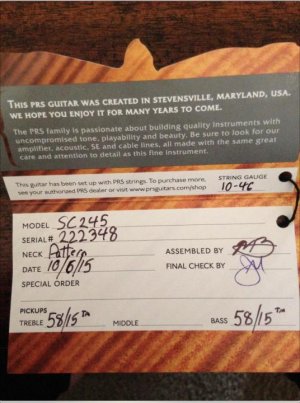 THIS PRS GUITAR WAS CREATED IN STEVENSVILLE, MARYLAND, USA.
WE HOPE YOU ENJOY IT FOR MANY YEARS TO COME.
The PRS family is passionate about building quality instruments with
uncompromised tone, playability and beauty. Be sure to look for our
amplifier, acoustic, SE and cable lines, all made with the same great
care and attention to detail as this fine instrument.
This guitar has been set up with PRS strings. To purchase more,
see your authorized PRS dealer or visit www.prsguitars.com/shop
STRING GAUGE
10-46
MODEL SC245
SERIAL# 222348
NECK Pattern ASSEMBLED BY
DATE 10/6/15 FINAL CHECK BY
SPECIAL ORDER
PICKUPS
TREBLE 58/15 TM MIDDLE BASS 58/15 TM